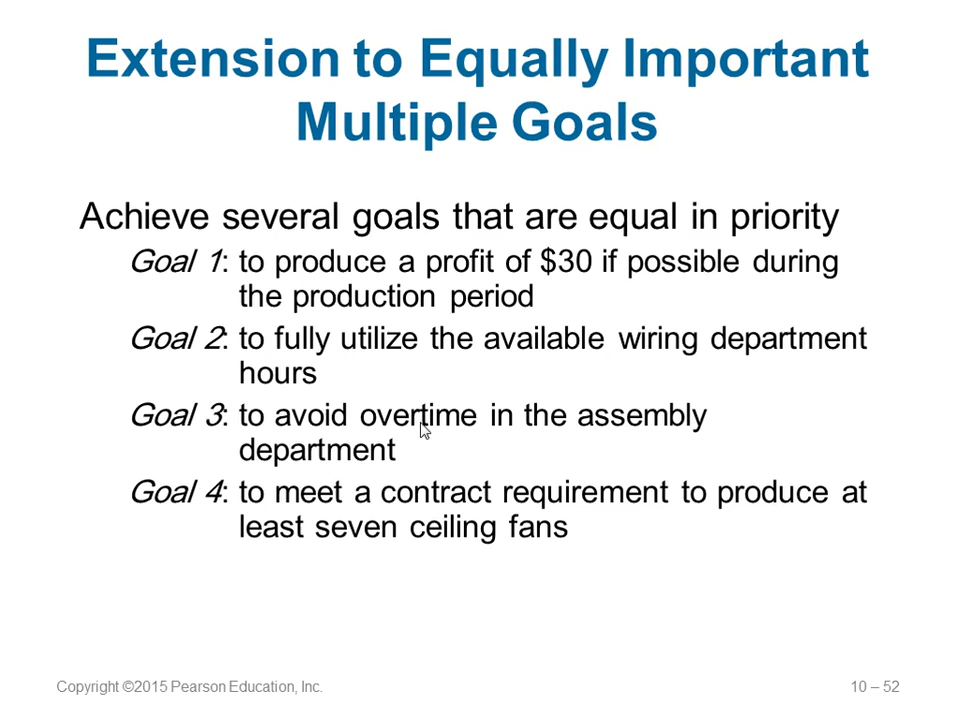 Extension to Equally Important
Multiple Goals
Achieve several goals that are equal in priority
Goal 1: to produce a profit of $30 if possible during
the production period
Goal 2: to fully utilize the available wiring department
hours
Goal 3: to avoid overtime in the assembly
department
Goal 4: to meet a contract requirement to produce at
least seven ceiling fans
Copyright ©2015 Pearson Education, Inc.
10 – 52